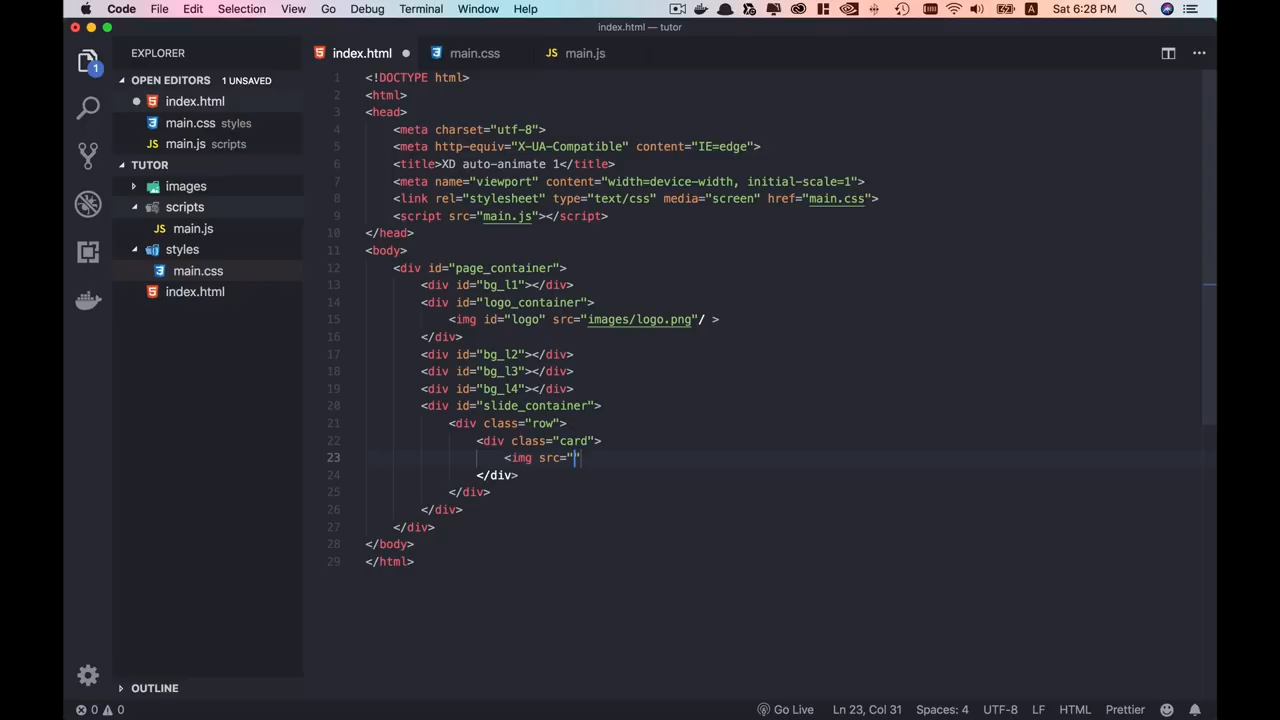 Code File Edit Selection View Go Debug Terminal Window Help A Sat 6:28 PM
index.html — tutor
EXPLORER
index.html main.css JS main.js
1
OPEN EDITORS 1 UNSAVED
index.html
main.css styles
JS main.js scripts
TUTOR
images
scripts
JS main.js
styles
main.css
index.html
1 <!DOCTYPE html>
2 <html>
3 <head>
4 <meta charset="utf-8">
5 <meta http-equiv="X-UA-Compatible" content="IE=edge">
6 <title>XD auto-animate 1</title>
7 <meta name="viewport" content="width=device-width, initial-scale=1">
8 <link rel="stylesheet" type="text/css" media="screen" href="main.css">
9 <script src="main.js"></script>
10 </head>
11 <body>
12 <div id="page_container">
13 <div id="bg_l1"></div>
14 <div id="logo_container">
15 <img id="logo" src="images/logo.png"/ >
16 </div>
17 <div id="bg_l2"></div>
18 <div id="bg_l3"></div>
19 <div id="bg_l4"></div>
20 <div id="slide_container">
21 <div class="row">
22 <div class="card">
23 <img src=""
24 </div>
25 </div>
26 </div>
27 </div>
28 </body>
29 </html>
OUTLINE
0 0 Go Live Ln 23, Col 31 Spaces: 4 UTF-8 LF HTML Prettier